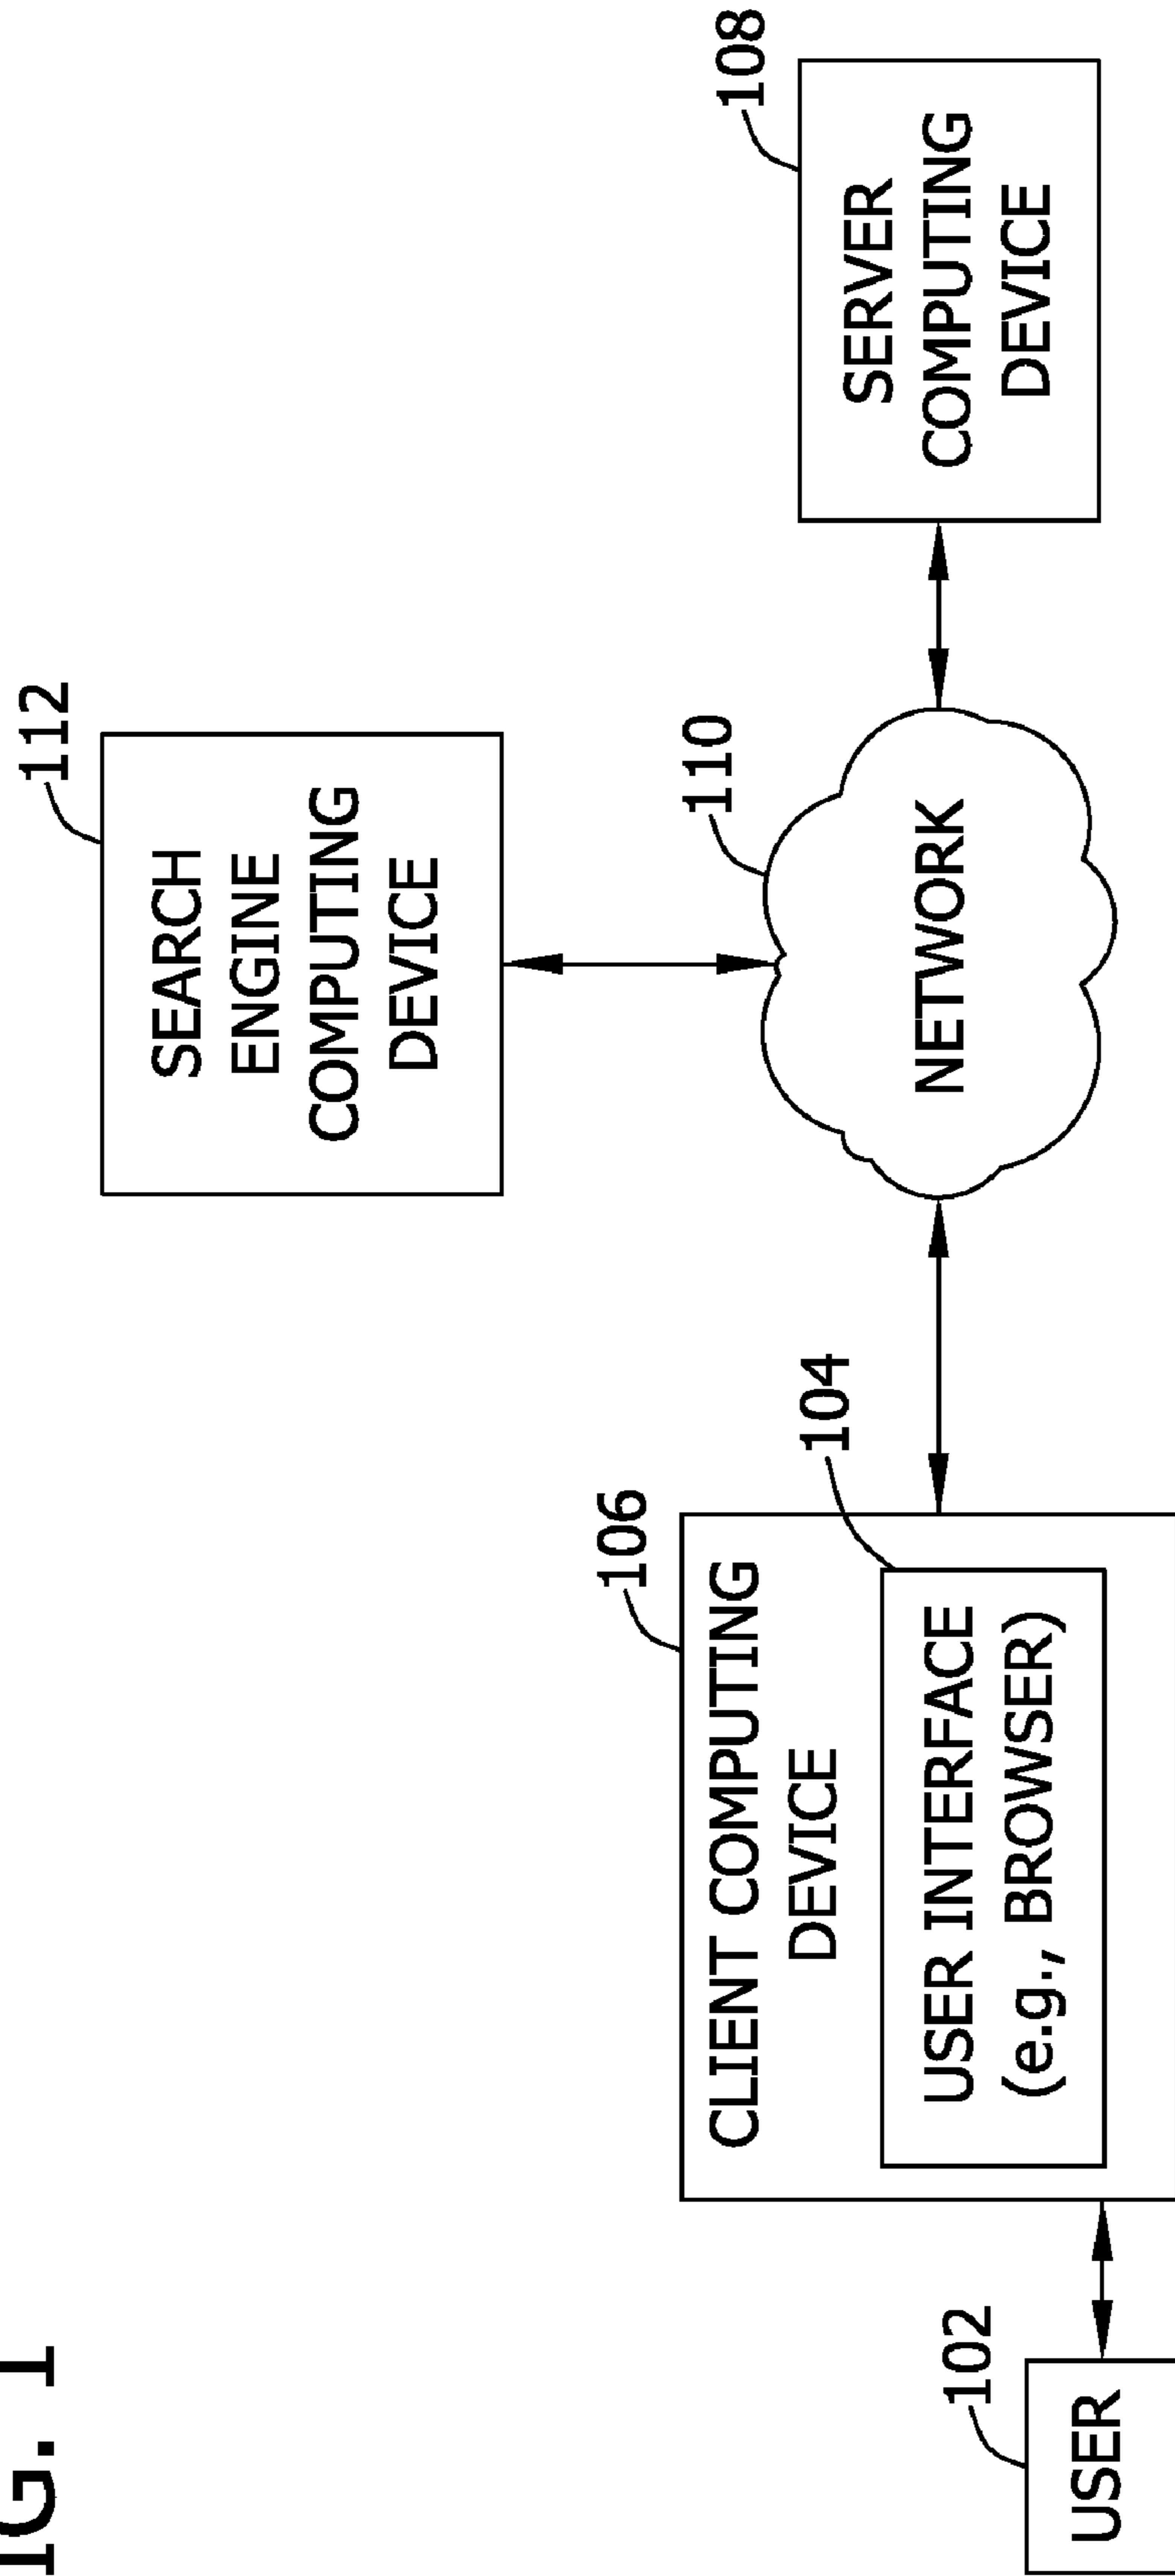 IG. 1
112
SEARCH
ENGINE
COMPUTING
DEVICE
106
CLIENT COMPUTING
DEVICE
104
USER INTERFACE
(e.g., BROWSER)
110
NETWORK
108
SERVER
COMPUTING
DEVICE
102
USER